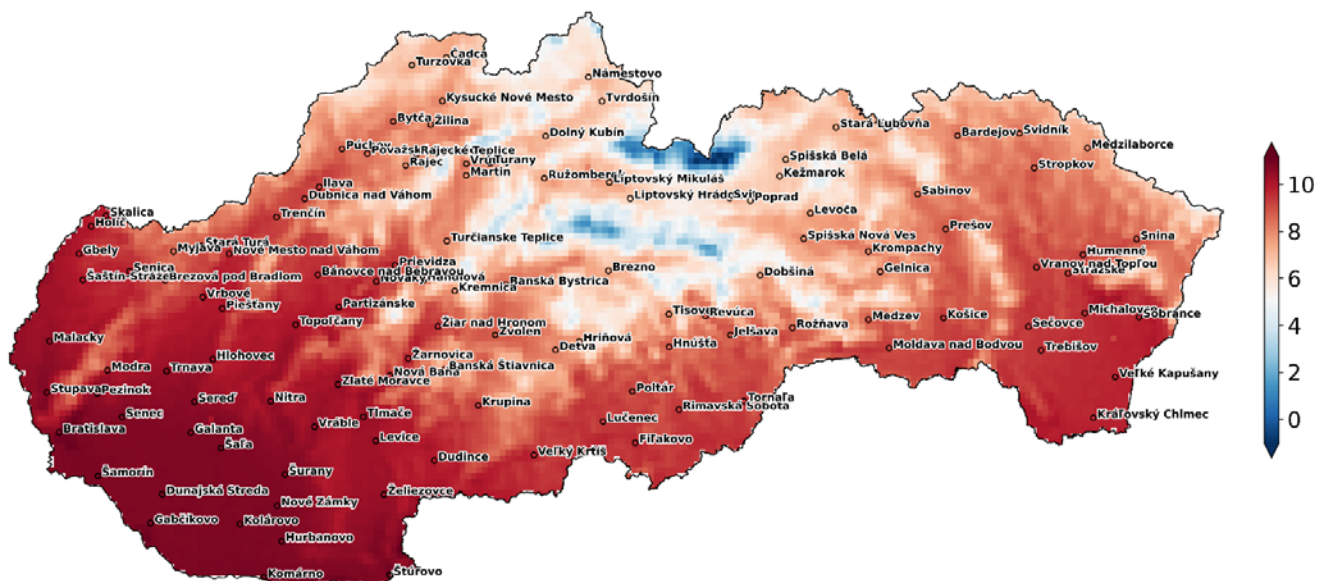 Čadca
Turzovka
Námestovo
Kysucké Nové Mesto
Tvrdošín
Bytča
Žilina
Dolný Kubín
Stará Ľubovňa
Bardejov
Svidník
Medzilaborce
Púchov
Považsk
Rajecké Teplice
Rajec
Vrú
Turany
Martin
Spišská Belá
Kežmarok
Stropkov
Ružomberok
Liptovský Mikuláš
Ilava
Dubnica nad Váhom
Liptovský Hrádok
Svit
Poprad
Sabinov
10
Skalica
Holíč
Trenčín
Levoča
Prešov
8
Stará Turá
Myjava
Nové Mesto nad Váhom
Gbely
Turčianske Teplice
Spišská Nová Ves
Krompachy
Snina
Humenné
6
Senica
Šaštín-Stráže
Brezová pod Bradlom
Prievidza
Bánovce nad Bebravou
Nováky
Handlová
Kremnica
Banská Bystrica
Brezno
Dobšiná
Gelnica
Vranov nad Topľou
Strážske
Vrbové
Piešťany
Partizánske
4
Topoľčany
Žiar nad Hronom
Zvolen
Hriňová
Detva
Tisovec
Revúca
Jelšava
Rožňava
Medzev
Košice
Sečovce
Michalovce
Sobrance
Malacky
Hnúšťa
Moldava nad Bodvou
Trebišov
2
Modra
Trnava
Hlohovec
Žarnovica
Nová Baňa
Banská Štiavnica
Veľké Kapušany
Stupava
Pezinok
Sereď
Nitra
Zlaté Moravce
Krupina
Poltár
Tornaľa
Rimavská Sobota
0
Senec
Tlmače
Lučenec
Kráľovský Chlmec
Bratislava
Galanta
Šaľa
Vráble
Levice
Fiľakovo
Veľký Krtíš
Dudince
Šamorín
Šurany
Dunajská Streda
Nové Zámky
Želiezovce
Gabčíkovo
Kolárovo
Hurbanovo
Komárno
Štúrovo